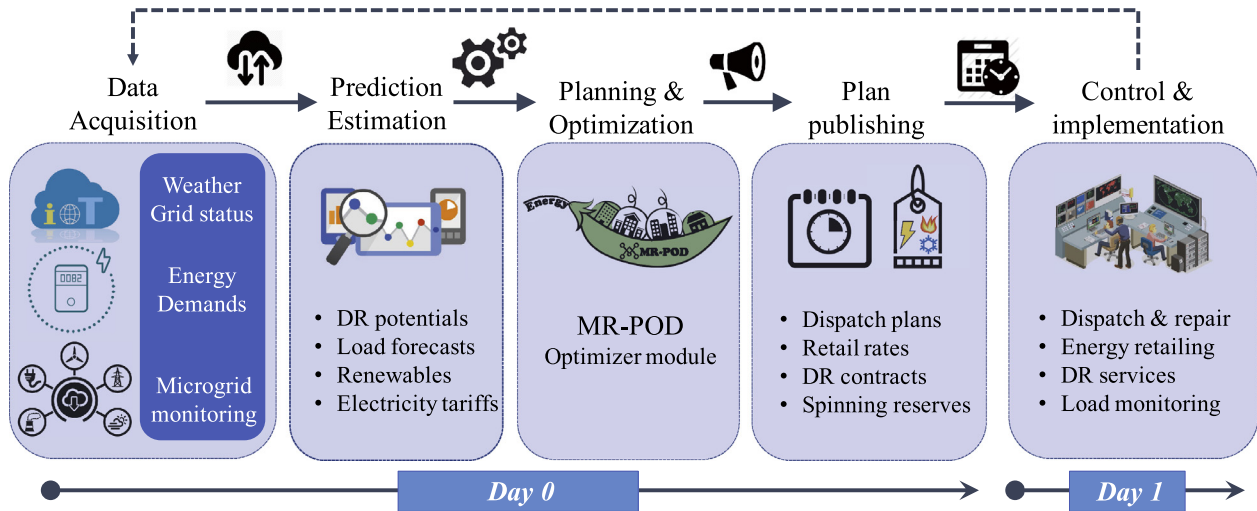 Data
Acquisition
Prediction
Estimation
Planning &
Optimization
Plan
publishing
Control &
implementation
iOT
Weather
Grid status
0082
Energy
Demands
Microgrid
monitoring
• DR potentials
• Load forecasts
• Renewables
• Electricity tariffs
Energy
MR-POD
MR-POD
Optimizer module
• Dispatch plans
• Retail rates
• DR contracts
• Spinning reserves
• Dispatch & repair
• Energy retailing
• DR services
• Load monitoring
Day 0
Day 1